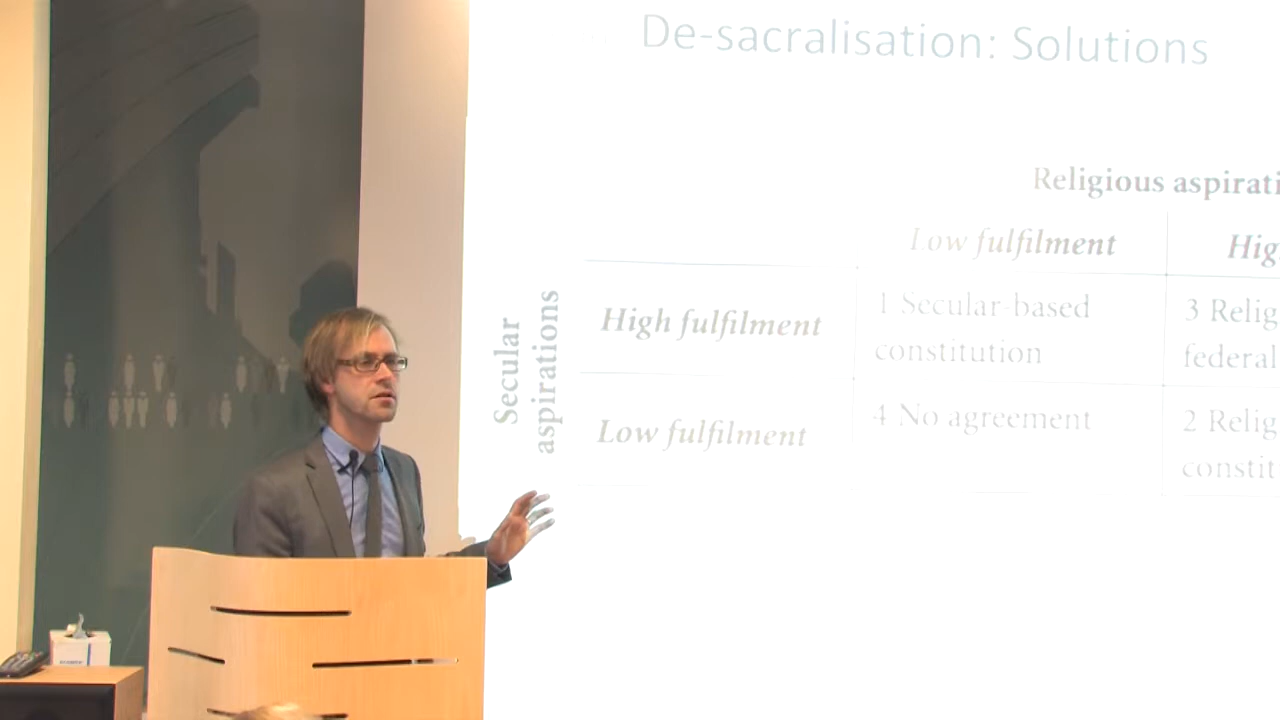 De-sacralisation: Solutions
Religious aspirati
Low fulfilment Hig
Secular
aspirations
High fulfilment
1 Secular-based
constitution
3 Relig
federal
Low fulfilment
4 No agreement
2 Relig
constit